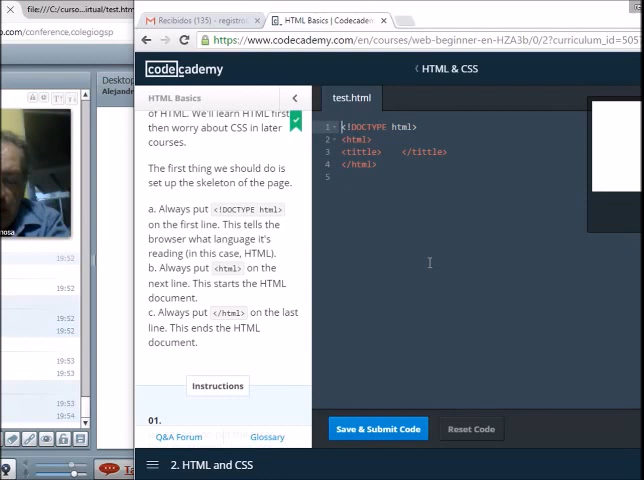 file:///C:/curso...irtual/test.htm
Recibidos (135) - registro
HTML Basics | Codecadem
.com/conference.colegiogsp
https://www.codecademy.com/en/courses/web-beginner-en-HZA3b/0/2?curriculum_id=505
codecademy
HTML & CSS
Desktop
HTML Basics
test.html
of HTML. We'll learn HTML first,
then worry about CSS in later
courses.
The first thing we should do is
set up the skeleton of the page.
a. Always put <!DOCTYPE html>
on the first line. This tells the
browser what language it's
reading (in this case, HTML).
b. Always put <html> on the
next line. This starts the HTML
document.
c. Always put </html> on the last
line. This ends the HTML
document.
Instructions
01.
Q&A Forum
Glossary
1 <!DOCTYPE html>
2 <html>
3 <tittle> </tittle>
4 </html>
5
19:52
19:52
19:52
19:52
19:53
19:53
19:53
19:54
Save & Submit Code
Reset Code
2. HTML and CSS